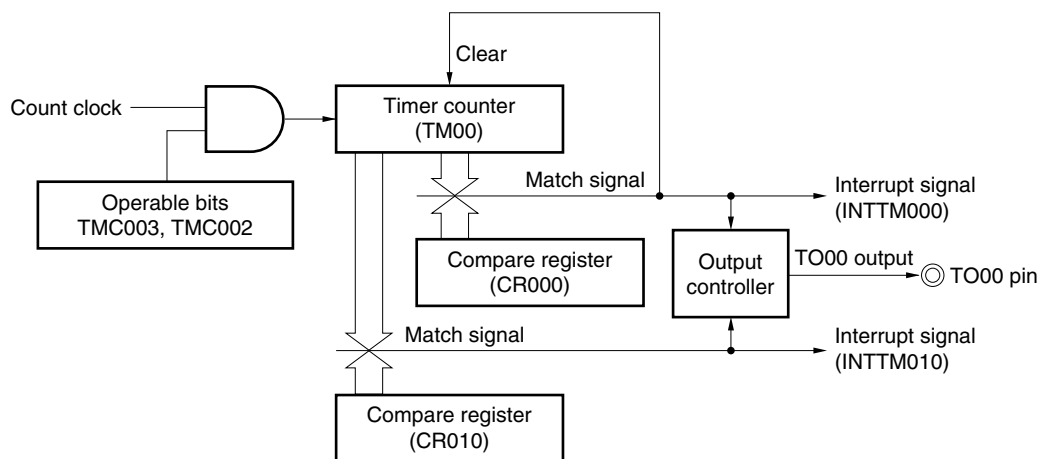 Clear
Count clock
Timer counter
(TM00)
Operable bits
TMC003, TMC002
Match signal
Interrupt signal
(INTTM000)
Compare register
(CR000)
Output
controller
TO00 output
TO00 pin
Match signal
Interrupt signal
(INTTM010)
Compare register
(CR010)